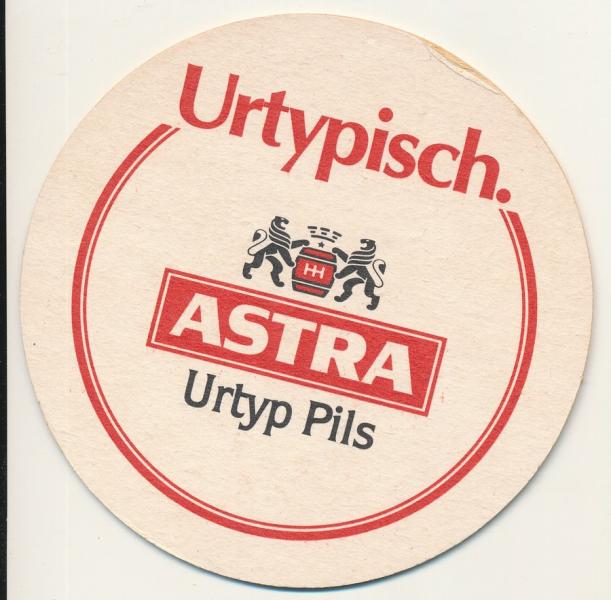 Urtypisch.
HH
ASTRA
Urtyp Pils